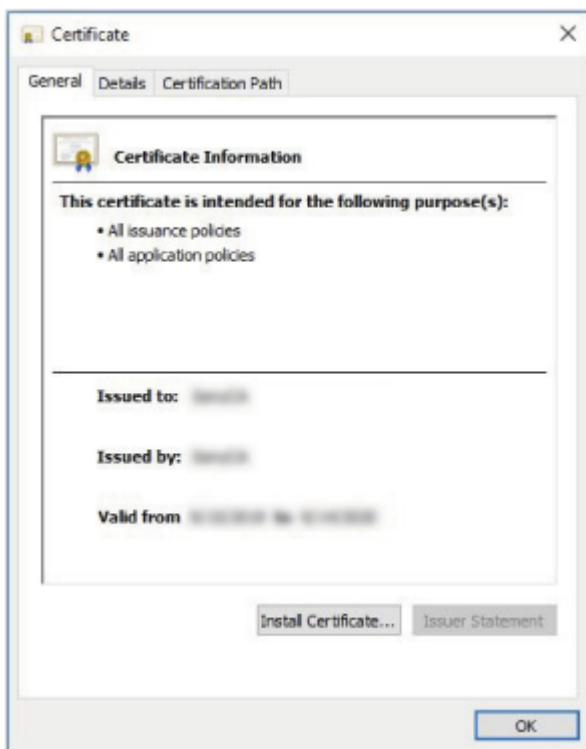 Certificate
General Details Certification Path
Certificate Information
This certificate is intended for the following purpose(s):
• All issuance policies
• All application policies
Issued to:
Issued by:
Valid from
Install Certificate... Issuer Statement
OK